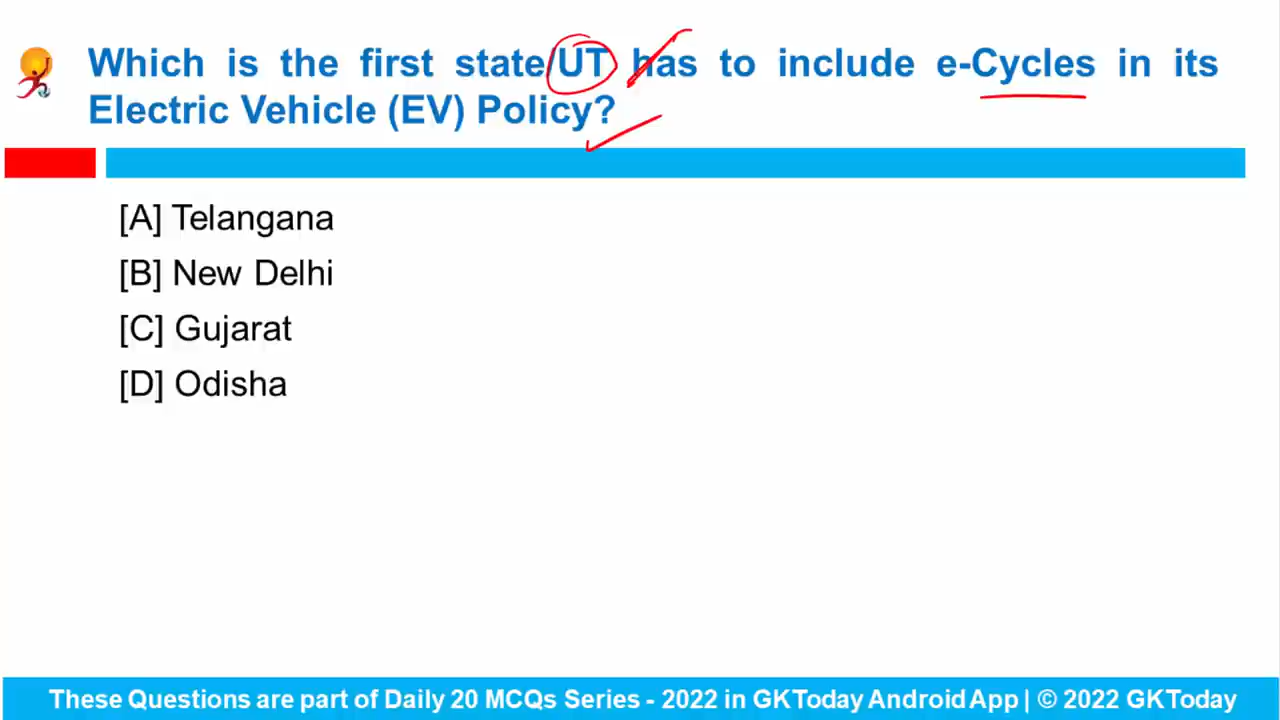 Which is the first state/UT has to include e-Cycles in its
Electric Vehicle (EV) Policy?
[A] Telangana
[B] New Delhi
[C] Gujarat
[D] Odisha
These Questions are part of Daily 20 MCQs Series - 2022 in GKToday Android App | © 2022 GKToday